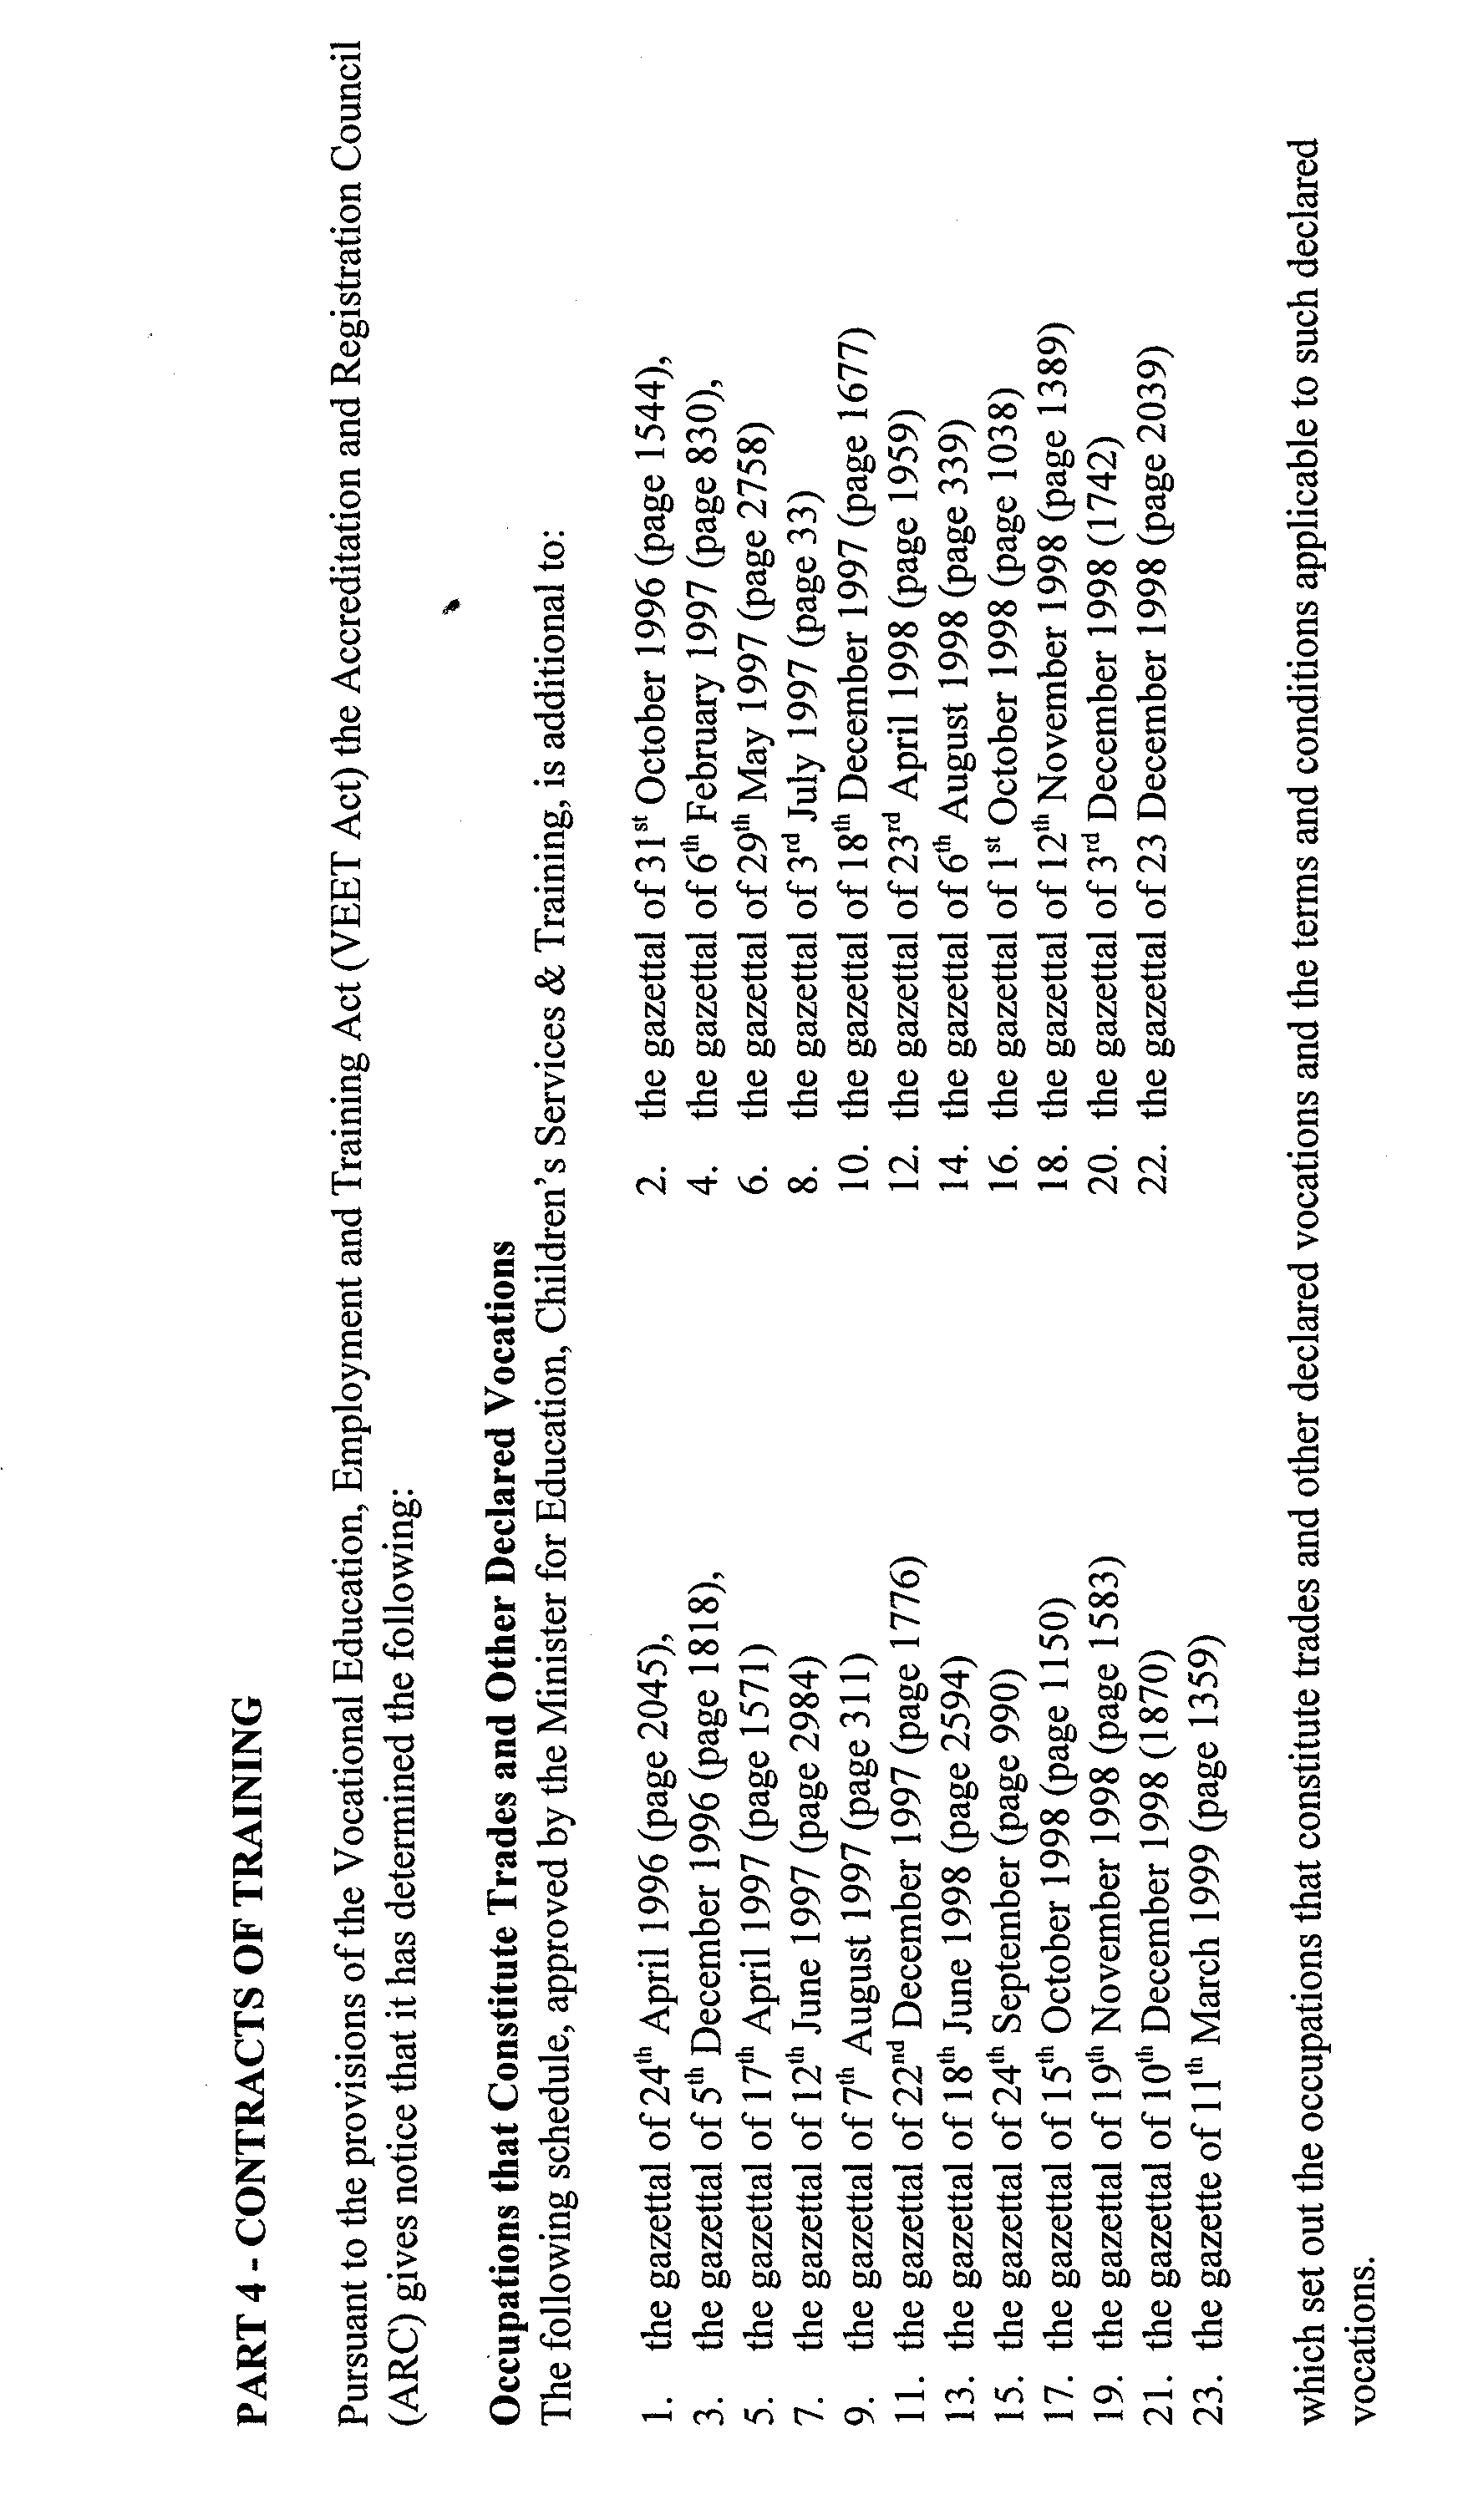 PART 4 - CONTRACTS OF TRAINING
Pursuant to the provisions of the Vocational Education, Employment and Training Act (VEET Act) the Accreditation and Registration Council
(ARC) gives notice that it has determined the following:
Occupations that Constitute Trades and Other Declared Vocations
The following schedule, approved by the Minister for Education, Children's Services & Training, is additional to:
1. the gazettal of 24th April 1996 (page 2045), 2. the gazettal of 31st October 1996 (page 1544),
3. the gazettal of 5th December 1996 (page 1818), 4. the gazettal of 6th February 1997 (page 830),
5. the gazettal of 17th April 1997 (page 1571) 6. the gazettal of 29th May 1997 (page 2758)
7. the gazettal of 12th June 1997 (page 2984) 8. the gazettal of 3rd July 1997 (page 33)
9. the gazettal of 7th August 1997 (page 311) 10. the gazettal of 18th December 1997 (page 1677)
11. the gazettal of 22nd December 1997 (page 1776) 12. the gazettal of 23rd April 1998 (page 1959)
13. the gazettal of 18th June 1998 (page 2594) 14. the gazettal of 6th August 1998 (page 339)
15. the gazettal of 24th September (page 990) 16. the gazettal of 1st October 1998 (page 1038)
17. the gazettal of 15th October 1998 (page 1150) 18. the gazettal of 12th November 1998 (page 1389)
19. the gazettal of 19th November 1998 (page 1583) 20. the gazettal of 3rd December 1998 (1742)
21. the gazettal of 10th December 1998 (1870) 22. the gazettal of 23 December 1998 (page 2039)
23. the gazette of 11th March 1999 (page 1359)
which set out the occupations that constitute trades and other declared vocations and the terms and conditions applicable to such declared
vocations.